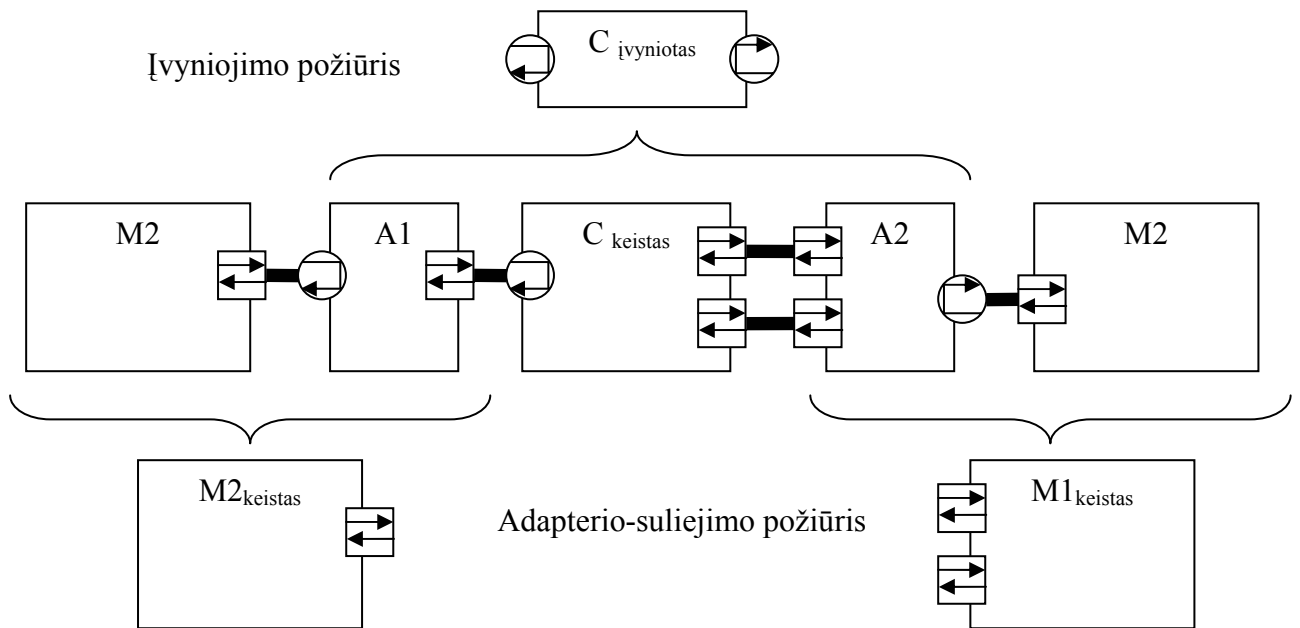 C įvyniotas
Įvyniojimo požiūris
M2 A1 C keistas A2 M2
M2keistas M1keistas
Adapterio-suliejimo požiūris